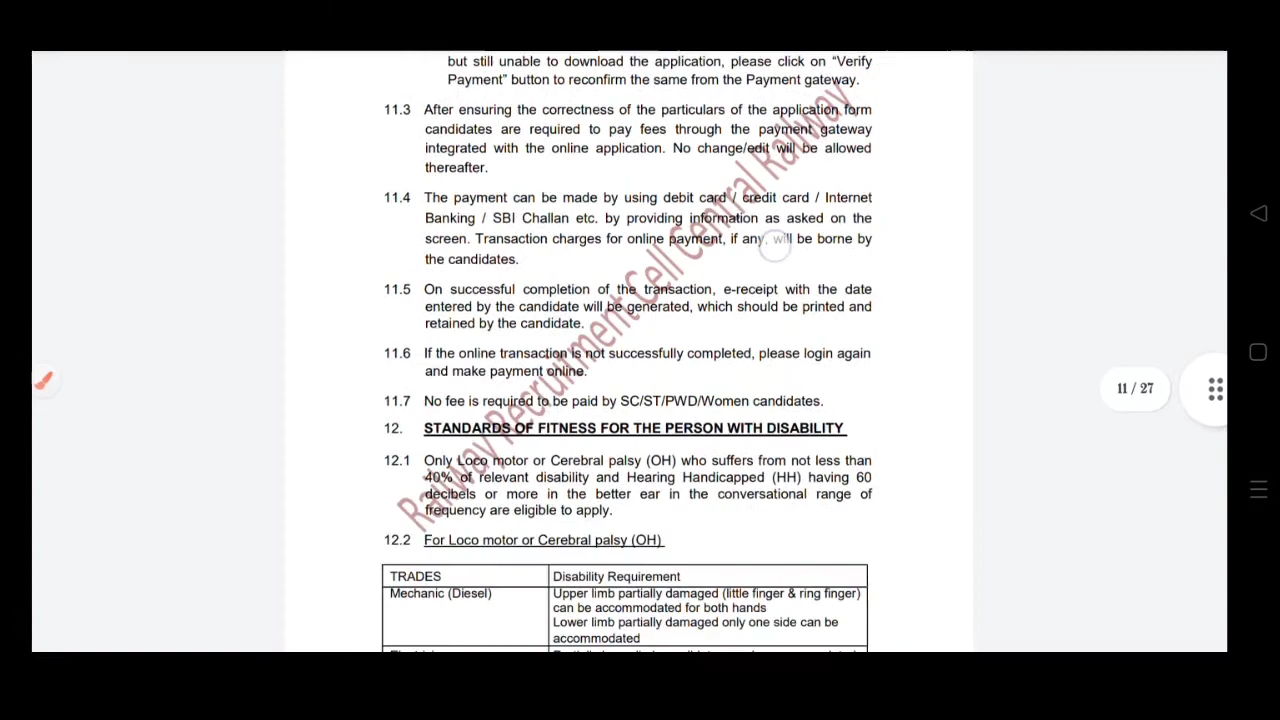 but still unable to download the application, please click on “Verify
Payment” button to reconfirm the same from the Payment gateway.
11.3 After ensuring the correctness of the particulars of the application form
candidates are required to pay fees through the payment gateway
integrated with the online application. No change/edit will be allowed
thereafter.
11.4 The payment can be made by using debit card / credit card / Internet
Banking / SBI Challan etc. by providing information as asked on the
screen. Transaction charges for online payment, if any, will be borne by
the candidates.
11.5 On successful completion of the transaction, e-receipt with the date
entered by the candidate will be generated, which should be printed and
retained by the candidate.
11.6 If the online transaction is not successfully completed, please login again
and make payment online.
11.7 No fee is required to be paid by SC/ST/PWD/Women candidates.
12. STANDARDS OF FITNESS FOR THE PERSON WITH DISABILITY
12.1 Only Loco motor or Cerebral palsy (OH) who suffers from not less than
40% of relevant disability and Hearing Handicapped (HH) having 60
decibels or more in the better ear in the conversational range of
frequency are eligible to apply.
12.2 For Loco motor or Cerebral palsy (OH)
TRADES Disability Requirement
Mechanic (Diesel) Upper limb partially damaged (little finger & ring finger)
can be accommodated for both hands
Lower limb partially damaged only one side can be
accommodated
Railway Recruitment Cell Central Railway
11 / 27